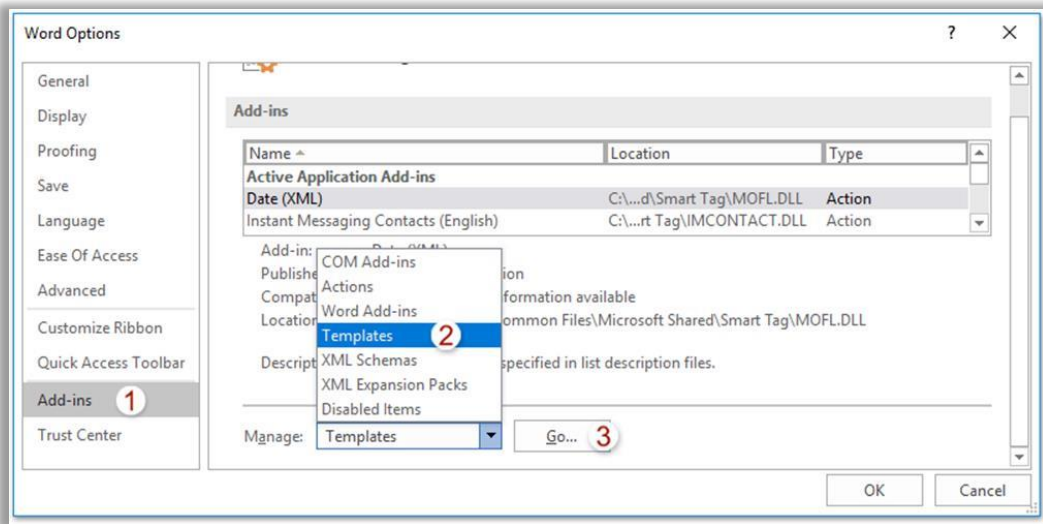 Word Options ?
General
Display
Profing
Save
Language
Ease Of Access
Advanced
Customize Ribbon
Quick Access Toolbar
Add-ins 1
Trust Center
Add-ins
Name Location Type
Active Application Add-ins
Date (XML) C:\...d\Smart Tag\MOFL.DLL Action
Instant Messaging Contacts (English) C:\...rt Tag\IMCONTACT.DLL Action
Add-in:
Publishe ion
Compat formation available
Location ommon Files\Microsoft Shared\Smart Tag\MOFL.DLL
Descript specified in list description files.
COM Add-ins
Actions
Word Add-ins
Templates 2
XML Schemas
XML Expansion Packs
Disabled Items
Manage: Templates Go... 3
OK Cancel